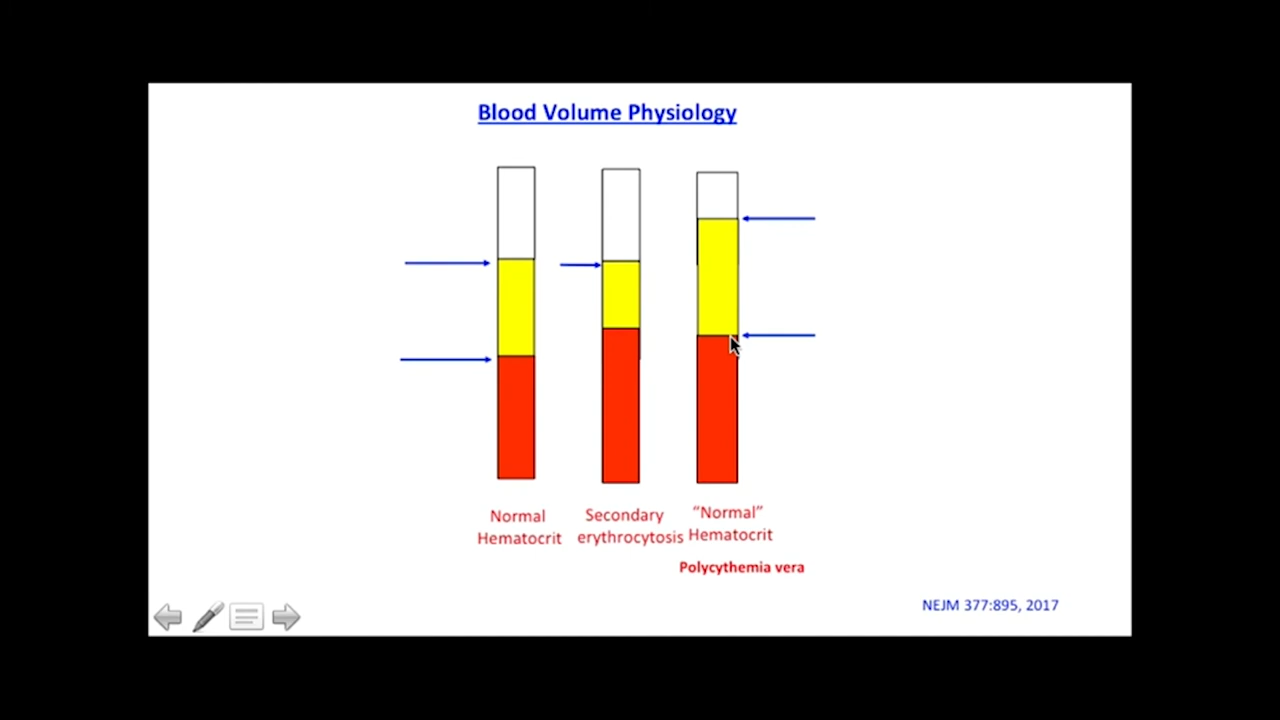 Blood Volume Physiology
Normal
Hematocrit
Secondary
erythrocytosis
“Normal”
Hematocrit
Polycythemia vera
NEJM 377:895, 2017